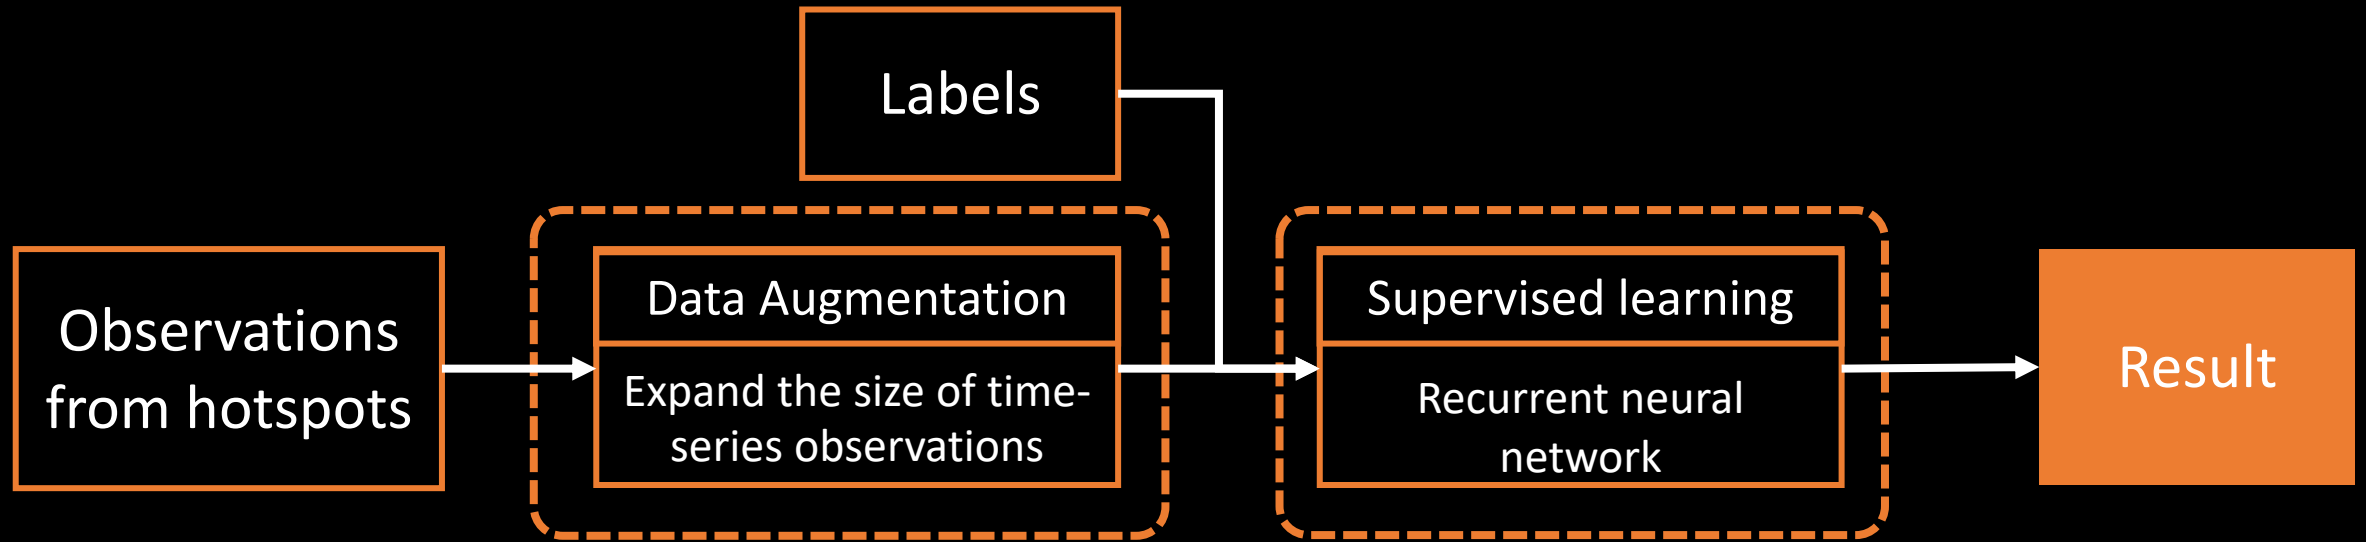 Labels
Observations
from hotspots
Data Augmentation
Expand the size of time-
series observations
Supervised learning
Recurrent neural
network
Result